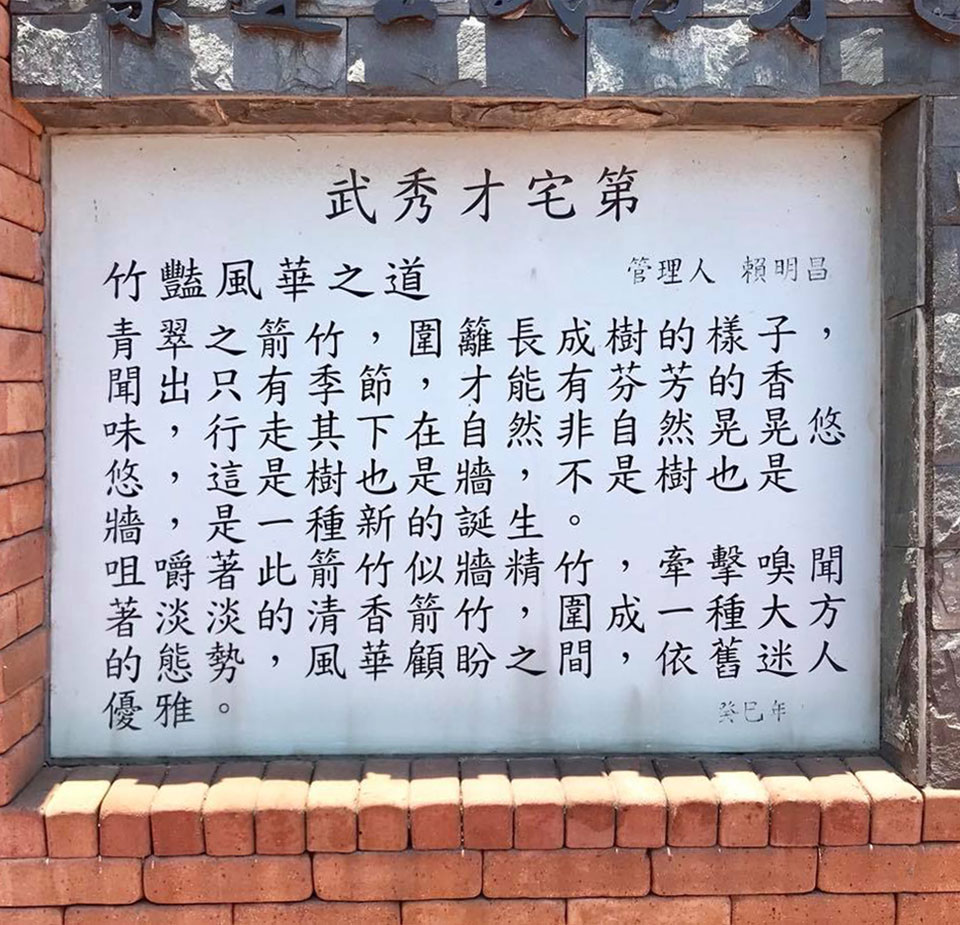 武秀才宅第
竹豔風華之道 管理人 賴明昌
青翠之箭竹，圍籬長成樹的樣子，
聞出只有季節，才能有芬芳的香
味，行走其下在自然非自然晃晃悠
悠，這是樹也是牆，不是樹也是
牆，是一種新的誕生。
咀嚼著此箭竹似牆精竹，牽擊嗅聞
著淡淡的清香箭竹，圍成一種大方
的態勢，風華顧盼之間，依舊迷人
優雅。 癸巳年